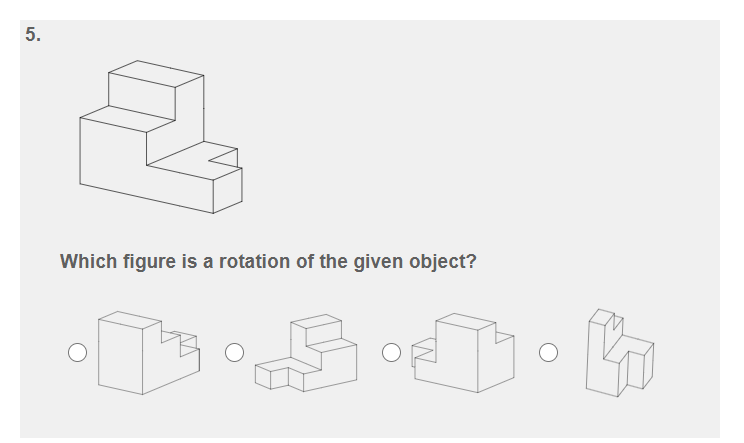 5.
Which figure is a rotation of the given object?